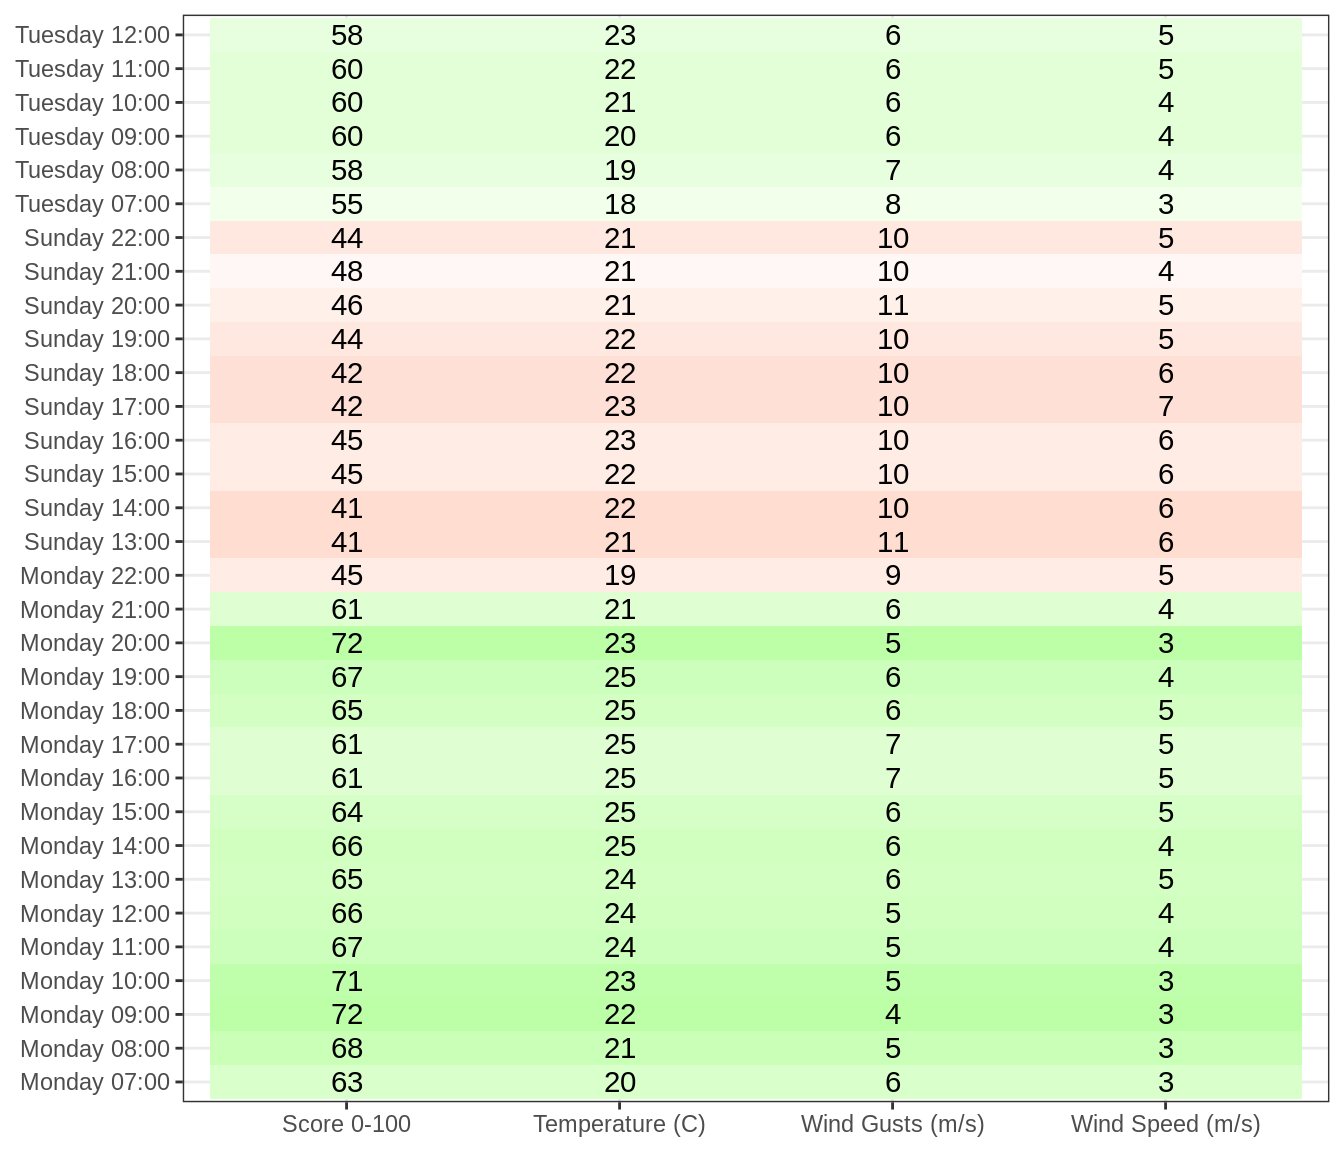 Tuesday 12:00 58 23 6 5
Tuesday 11:00 60 22 6 5
Tuesday 10:00 60 21 6 4
Tuesday 09:00 60 20 6 4
Tuesday 08:00 58 19 7 4
Tuesday 07:00 55 18 8 3
Sunday 22:00 44 21 10 5
Sunday 21:00 48 21 10 4
Sunday 20:00 46 21 11 5
Sunday 19:00 44 22 10 5
Sunday 18:00 42 22 10 6
Sunday 17:00 42 23 10 7
Sunday 16:00 45 23 10 6
Sunday 15:00 45 22 10 6
Sunday 14:00 41 22 10 6
Sunday 13:00 41 21 11 6
Monday 22:00 45 19 9 5
Monday 21:00 61 21 6 4
Monday 20:00 72 23 5 3
Monday 19:00 67 25 6 4
Monday 18:00 65 25 6 5
Monday 17:00 61 25 7 5
Monday 16:00 61 25 7 5
Monday 15:00 64 25 6 5
Monday 14:00 66 25 6 4
Monday 13:00 65 24 6 5
Monday 12:00 66 24 5 4
Monday 11:00 67 24 5 4
Monday 10:00 71 23 5 3
Monday 09:00 72 22 4 3
Monday 08:00 68 21 5 3
Monday 07:00 63 20 6 3
Score 0-100 Temperature (C) Wind Gusts (m/s) Wind Speed (m/s)